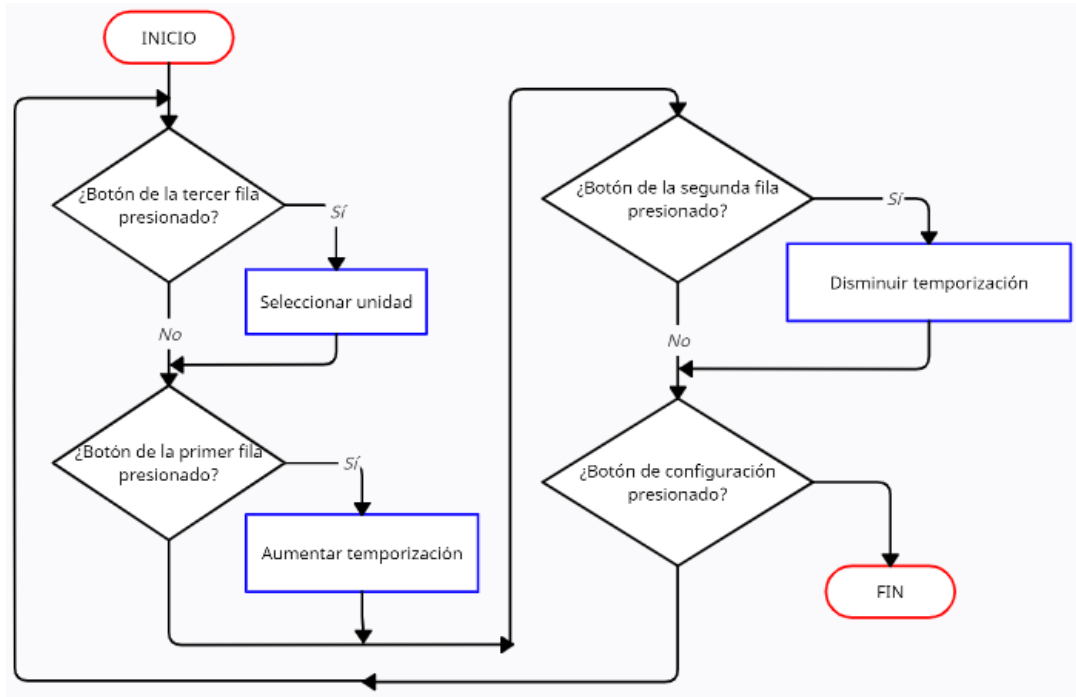 INICIO
¿Botón de la tercer fila
presionado?
Sí
Seleccionar unidad
No
¿Botón de la primer fila
presionado?
Sí
Aumentar temporización
¿Botón de la segunda fila
presionado?
Sí
Disminuir temporización
No
¿Botón de configuración
presionado?
FIN